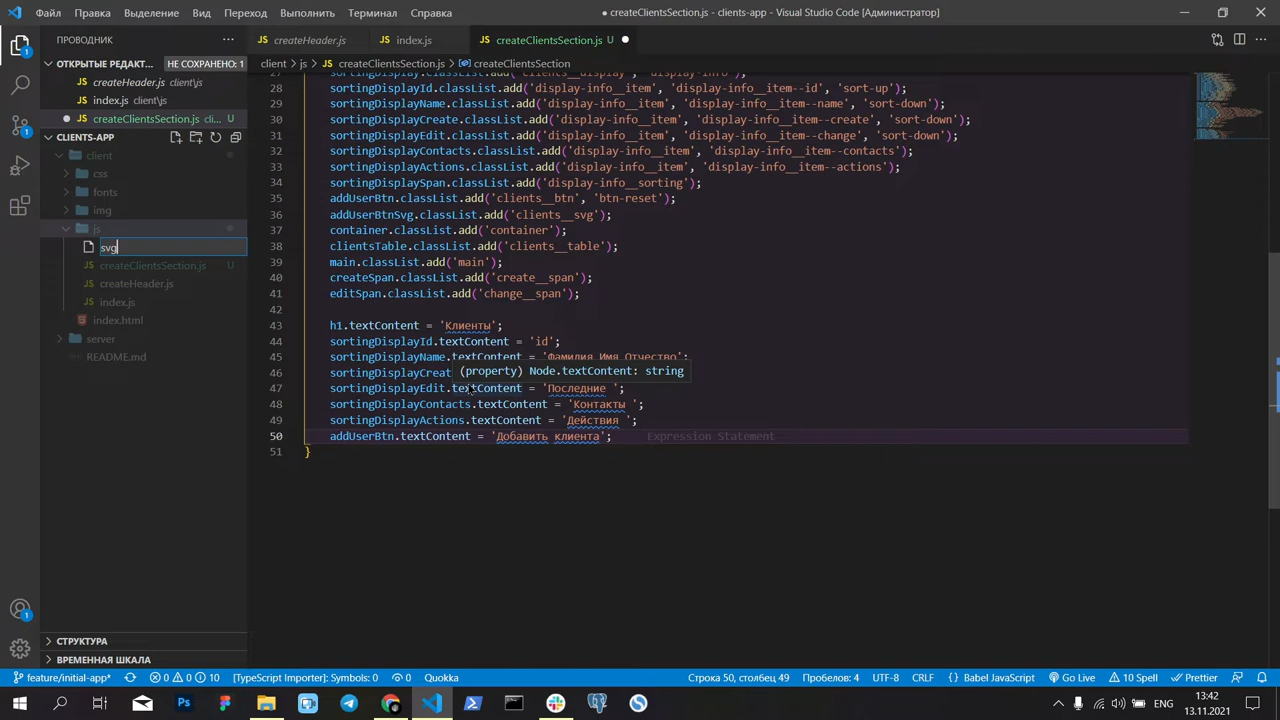 Файл Правка Выделение Вид Переход Выполнить Терминал Справка
● createClientsSection.js - clients-app - Visual Studio Code [Администратор]
ПРОВОДНИК
createHeader.js
index.js
createClientsSection.js U
ОТКРЫТЫЕ РЕДАКТ... НЕ СОХРАНЕНО: 1
client > js > createClientsSection.js > createClientsSection
createHeader.js client\js
index.js client\js
createClientsSection.js cli... U
CLIENTS-APP
client
css
fonts
img
js
svg
createClientsSection.js U
createHeader.js
index.js
index.html
server
README.md
27 sortingDisplay.classList.add('clients__display', 'display-info');
28 sortingDisplayId.classList.add('display-info__item', 'display-info__item--id', 'sort-up');
29 sortingDisplayName.classList.add('display-info__item', 'display-info__item--name', 'sort-down');
30 sortingDisplayCreate.classList.add('display-info__item', 'display-info__item--create', 'sort-down');
31 sortingDisplayEdit.classList.add('display-info__item', 'display-info__item--change', 'sort-down');
32 sortingDisplayContacts.classList.add('display-info__item', 'display-info__item--contacts');
33 sortingDisplayActions.classList.add('display-info__item', 'display-info__item--actions');
34 sortingDisplaySpan.classList.add('display-info__sorting');
35 addUserBtn.classList.add('clients__btn', 'btn-reset');
36 addUserBtnSvg.classList.add('clients__svg');
37 container.classList.add('container');
38 clientsTable.classList.add('clients__table');
39 main.classList.add('main');
40 createSpan.classList.add('create__span');
41 editSpan.classList.add('change__span');
42
43 h1.textContent = 'Клиенты';
44 sortingDisplayId.textContent = 'id';
45 sortingDisplayName.textContent = 'Фамилия Имя Отчество';
46 sortingDisplayCreat
(property) Node.textContent: string
47 sortingDisplayEdit.textContent = 'Последние ';
48 sortingDisplayContacts.textContent = 'Контакты ';
49 sortingDisplayActions.textContent = 'Действия ';
50 addUserBtn.textContent = 'Добавить клиента'; Expression Statement
51 }
СТРУКТУРА
ВРЕМЕННАЯ ШКАЛА
feature/initial-app* 0 0 10 [TypeScript Importer]: Symbols: 0 Quokka Строка 50, столбец 49 Пробелов: 4 UTF-8 CRLF {} Babel JavaScript Go Live 11 Spell Prettier
ENG
13:42
13.11.2021